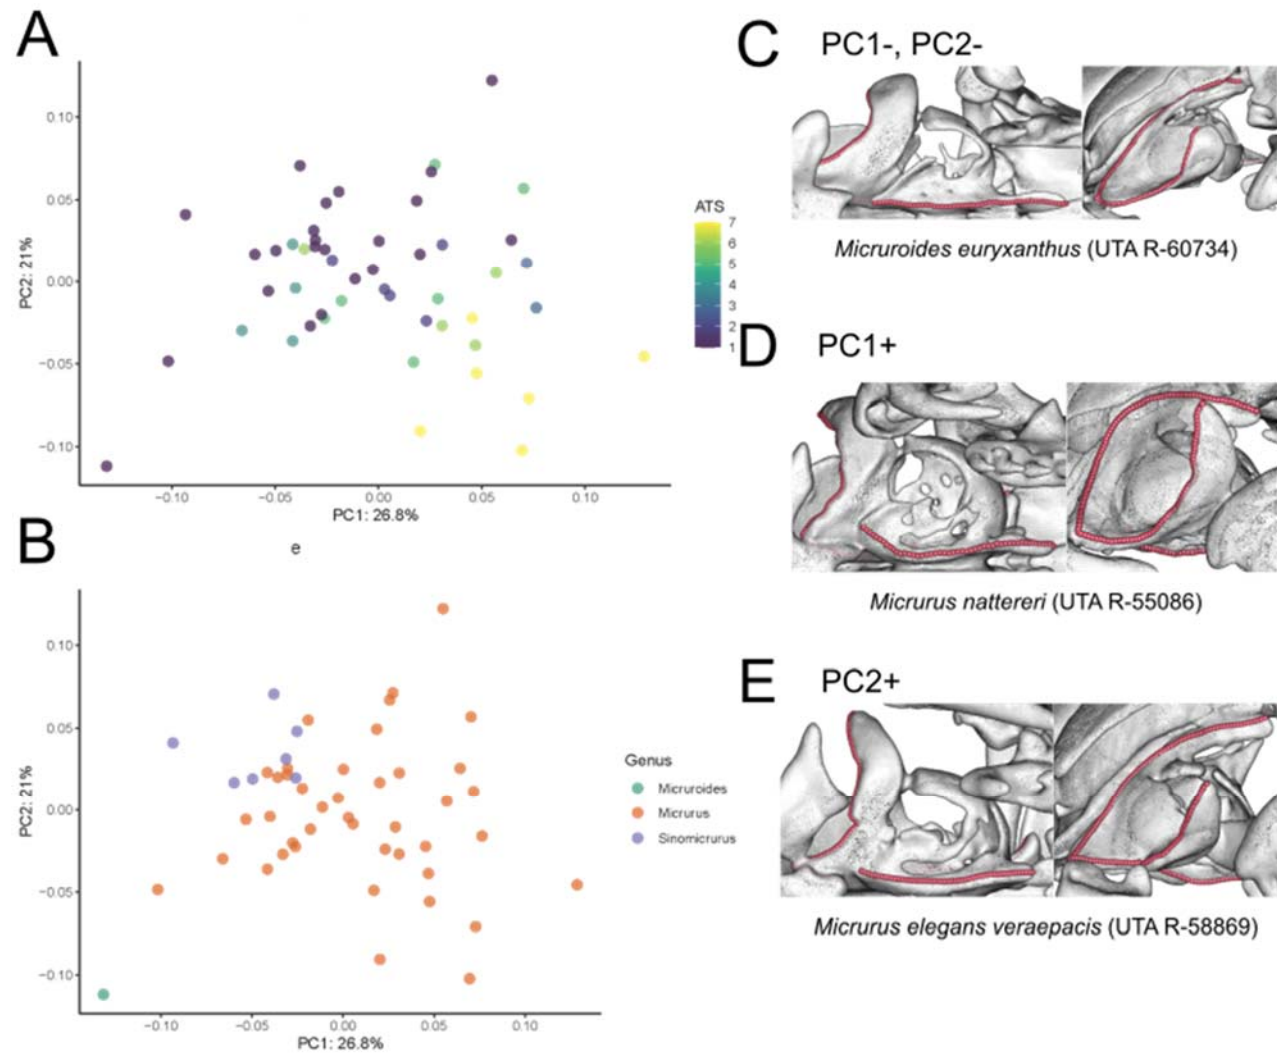 A
0.10
0.05
0.00
−0.05
−0.10
PC2: 21%
−0.10 −0.05 0.00 0.05 0.10
PC1: 26.8%
ATS
7
6
5
4
3
2
1
B
e
0.10
0.05
0.00
−0.05
−0.10
PC2: 21%
−0.10 −0.05 0.00 0.05 0.10
PC1: 26.8%
Genus
Micruroides
Micrurus
Sinomicrurus
C PC1-, PC2-
Micruroides euryxanthus (UTA R-60734)
D PC1+
Micrurus nattereri (UTA R-55086)
E PC2+
Micrurus elegans veraepacis (UTA R-58869)